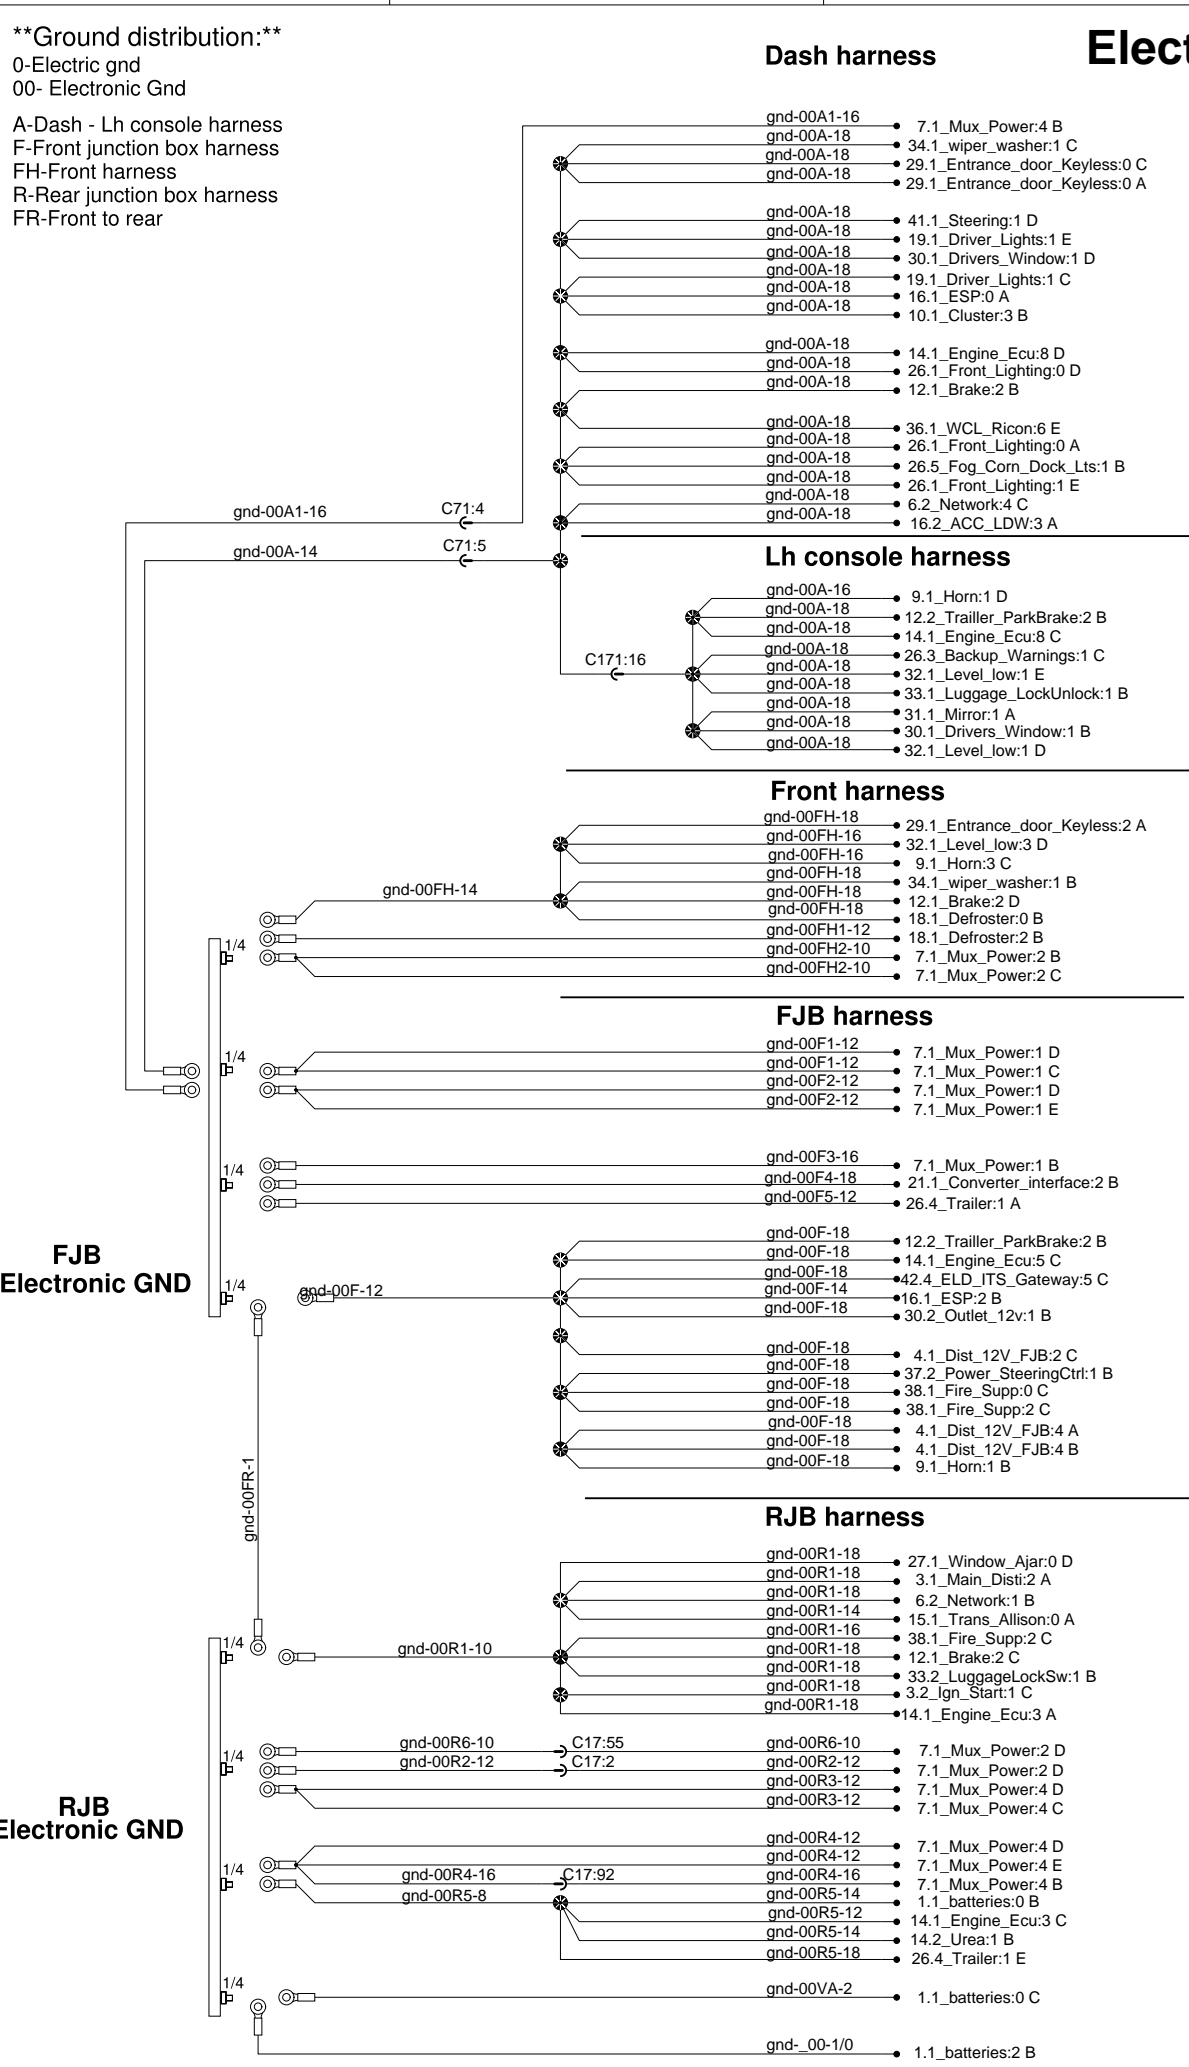 **Ground distribution:**
0-Electric gnd
00- Electronic Gnd
A-Dash - Lh console harness
F-Front junction box harness
FH-Front harness
R-Rear junction box harness
FR-Front to rear
Elect
Dash harness
gnd-00A1-16 7.1_Mux_Power:4 B
gnd-00A-18 34.1_wiper_washer:1 C
gnd-00A-18 29.1_Entrance_door_Keyless:0 C
gnd-00A-18 29.1_Entrance_door_Keyless:0 A
gnd-00A-18 41.1_Steering:1 D
gnd-00A-18 19.1_Driver_Lights:1 E
gnd-00A-18 30.1_Drivers_Window:1 D
gnd-00A-18 19.1_Driver_Lights:1 C
gnd-00A-18 16.1_ESP:0 A
gnd-00A-18 10.1_Cluster:3 B
gnd-00A-18 14.1_Engine_Ecu:8 D
gnd-00A-18 26.1_Front_Lighting:0 D
gnd-00A-18 12.1_Brake:2 B
gnd-00A-18 36.1_WCL_Ricon:6 E
gnd-00A-18 26.1_Front_Lighting:0 A
gnd-00A-18 26.5_Fog_Corn_Dock_Lts:1 B
gnd-00A-18 26.1_Front_Lighting:1 E
gnd-00A-18 6.2_Network:4 C
gnd-00A1-16 C71:4 gnd-00A-18 16.2_ACC_LDW:3 A
gnd-00A-14 C71:5
Lh console harness
gnd-00A-16 9.1_Horn:1 D
gnd-00A-18 12.2_Trailler_ParkBrake:2 B
gnd-00A-18 14.1_Engine_Ecu:8 C
gnd-00A-18 26.3_Backup_Warnings:1 C
C171:16 gnd-00A-18 32.1_Level_low:1 E
gnd-00A-18 33.1_Luggage_LockUnlock:1 B
gnd-00A-18 31.1_Mirror:1 A
gnd-00A-18 30.1_Drivers_Window:1 B
gnd-00A-18 32.1_Level_low:1 D
Front harness
gnd-00FH-18 29.1_Entrance_door_Keyless:2 A
gnd-00FH-16 32.1_Level_low:3 D
gnd-00FH-16 9.1_Horn:3 C
gnd-00FH-18 34.1_wiper_washer:1 B
gnd-00FH-14 gnd-00FH-18 12.1_Brake:2 D
gnd-00FH-18 18.1_Defroster:0 B
gnd-00FH1-12 18.1_Defroster:2 B
1/4 gnd-00FH2-10 7.1_Mux_Power:2 B
gnd-00FH2-10 7.1_Mux_Power:2 C
FJB harness
gnd-00F1-12 7.1_Mux_Power:1 D
1/4 gnd-00F1-12 7.1_Mux_Power:1 C
gnd-00F2-12 7.1_Mux_Power:1 D
gnd-00F2-12 7.1_Mux_Power:1 E
gnd-00F3-16 7.1_Mux_Power:1 B
1/4 gnd-00F4-18 21.1_Converter_interface:2 B
gnd-00F5-12 26.4_Trailer:1 A
FJB
Electronic GND
gnd-00F-18 12.2_Trailler_ParkBrake:2 B
gnd-00F-18 14.1_Engine_Ecu:5 C
gnd-00F-18 42.4_ELD_ITS_Gateway:5 C
1/4 gnd-00F-12 gnd-00F-14 16.1_ESP:2 B
gnd-00F-18 30.2_Outlet_12v:1 B
gnd-00F-18 4.1_Dist_12V_FJB:2 C
gnd-00F-18 37.2_Power_SteeringCtrl:1 B
gnd-00F-18 38.1_Fire_Supp:0 C
gnd-00F-18 38.1_Fire_Supp:2 C
gnd-00F-18 4.1_Dist_12V_FJB:4 A
gnd-00F-18 4.1_Dist_12V_FJB:4 B
gnd-00F-18 9.1_Horn:1 B
gnd-00FR-1
RJB harness
gnd-00R1-18 27.1_Window_Ajar:0 D
gnd-00R1-18 3.1_Main_Disti:2 A
gnd-00R1-18 6.2_Network:1 B
gnd-00R1-14 15.1_Trans_Allison:0 A
gnd-00R1-16 38.1_Fire_Supp:2 C
1/4 gnd-00R1-10 gnd-00R1-18 12.1_Brake:2 C
gnd-00R1-18 33.2_LuggageLockSw:1 B
gnd-00R1-18 3.2_Ign_Start:1 C
gnd-00R1-18 14.1_Engine_Ecu:3 A
gnd-00R6-10 C17:55 gnd-00R6-10 7.1_Mux_Power:2 D
1/4 gnd-00R2-12 C17:2 gnd-00R2-12 7.1_Mux_Power:2 D
gnd-00R3-12 7.1_Mux_Power:4 D
gnd-00R3-12 7.1_Mux_Power:4 C
RJB
Electronic GND
gnd-00R4-12 7.1_Mux_Power:4 D
gnd-00R4-12 7.1_Mux_Power:4 E
1/4 gnd-00R4-16 C17:92 gnd-00R4-16 7.1_Mux_Power:4 B
gnd-00R5-8 gnd-00R5-14 1.1_batteries:0 B
gnd-00R5-12 14.1_Engine_Ecu:3 C
gnd-00R5-14 14.2_Urea:1 B
gnd-00R5-18 26.4_Trailer:1 E
1/4 gnd-00VA-2 1.1_batteries:0 C
gnd-_00-1/0 1.1_batteries:2 B